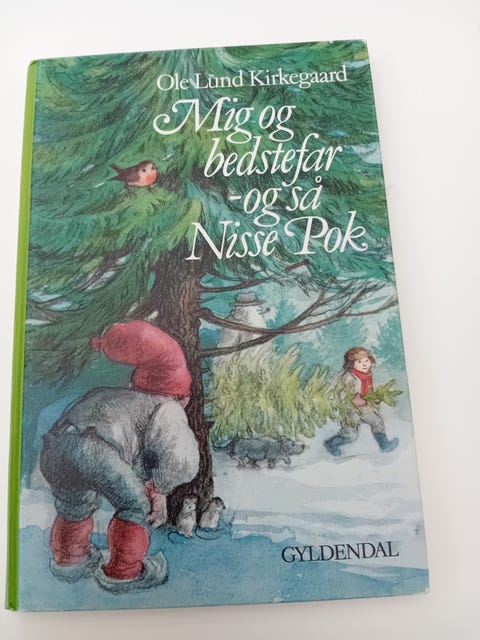 Ole Lund Kirkegaard
Mig og
bedstefar
-og så
Nisse Pok
GYLDENDAL